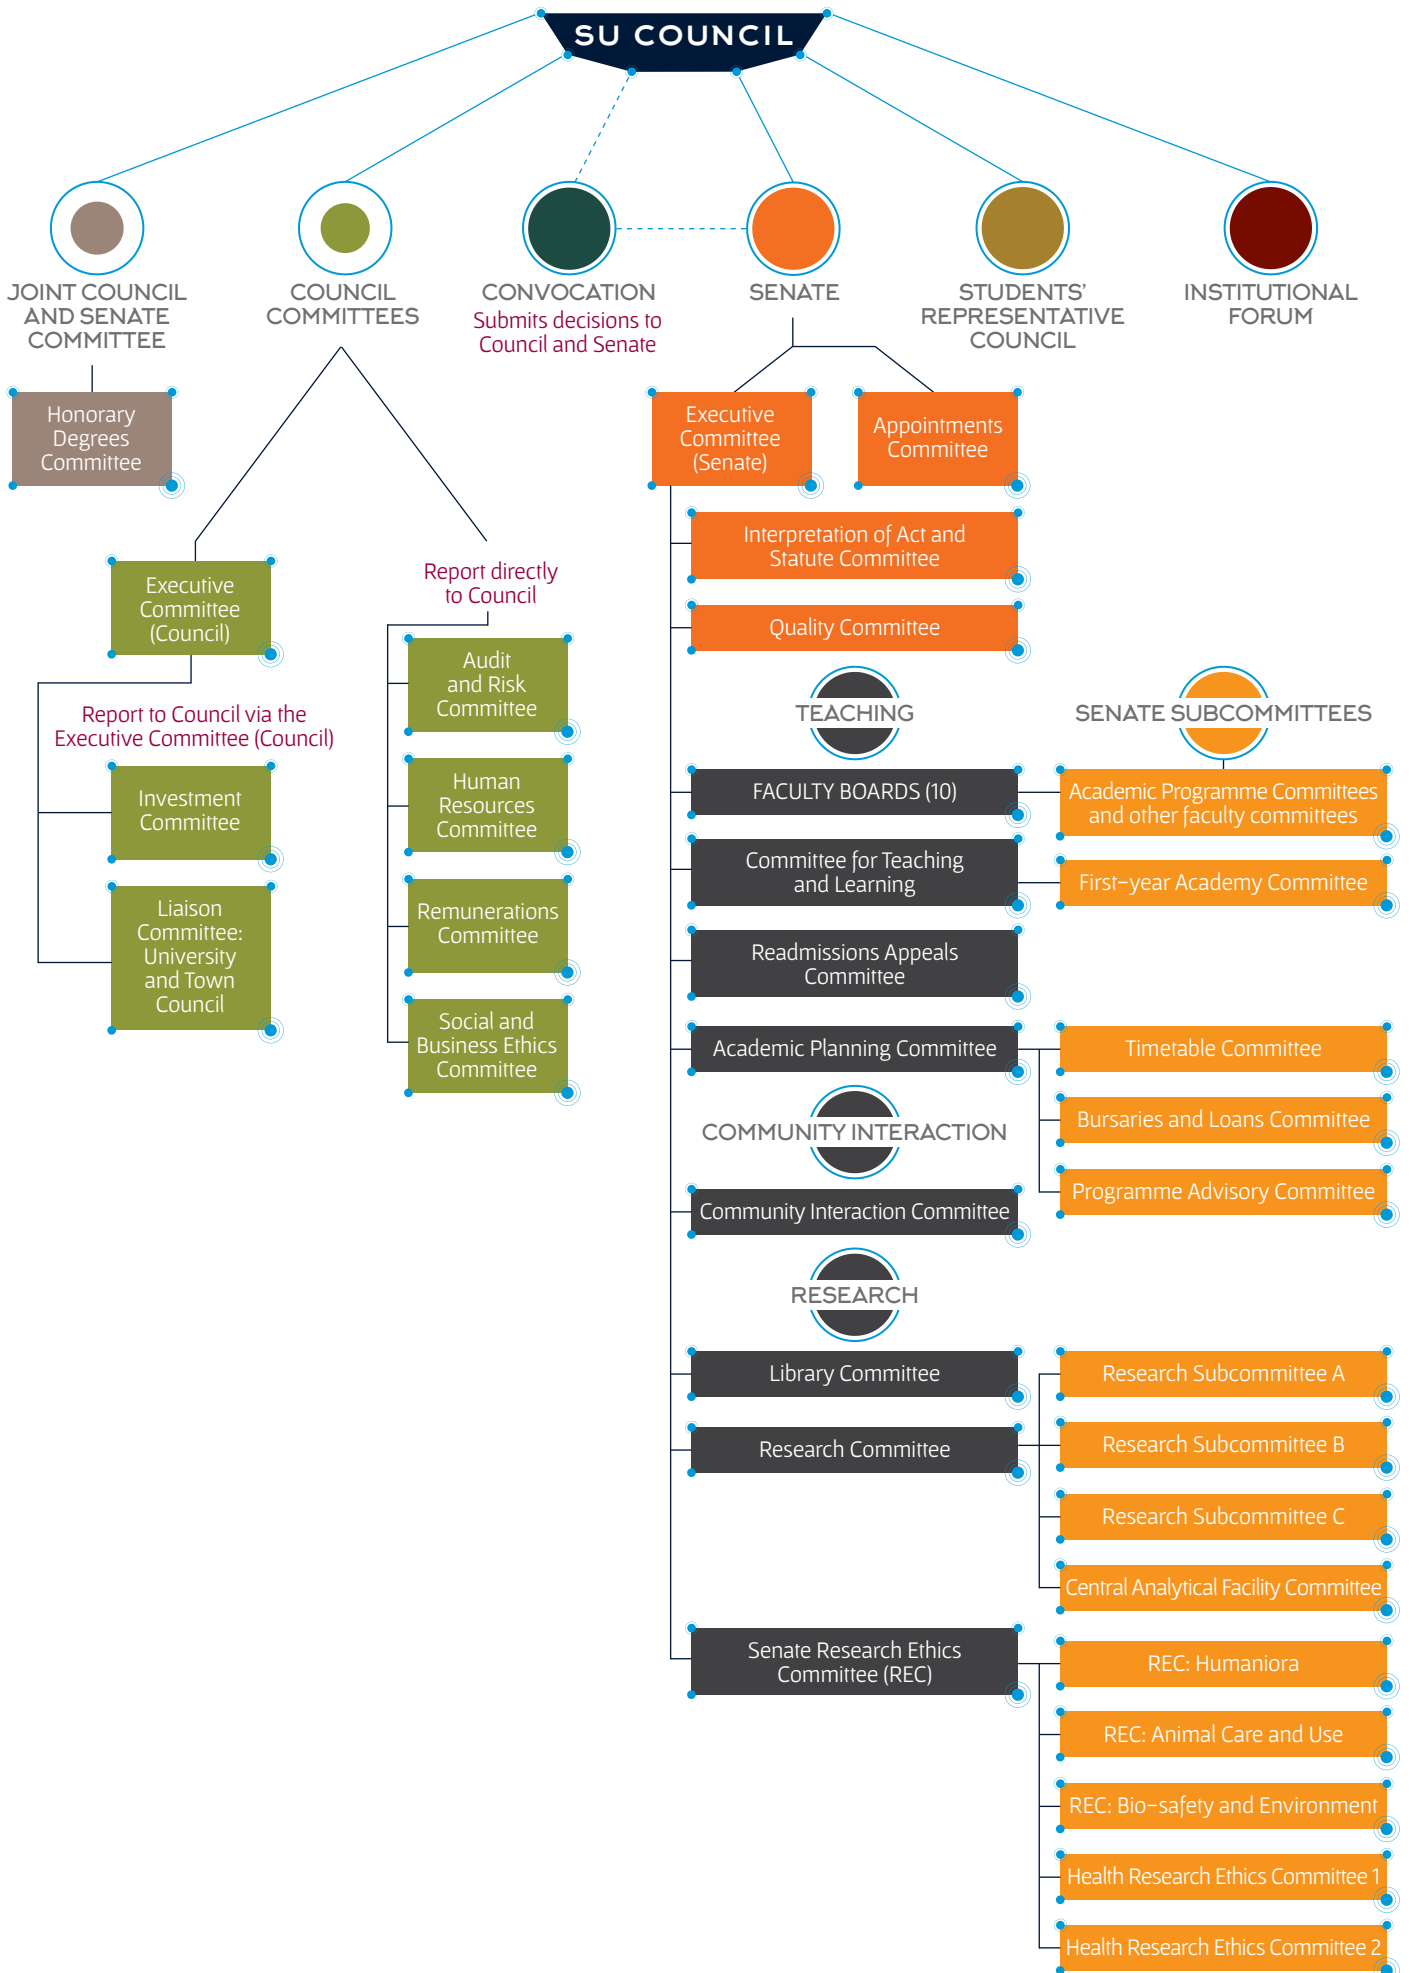 SU COUNCIL
JOINT COUNCIL
AND SENATE
COMMITTEE
COUNCIL
COMMITTEES
CONVOCATION
Submits decisions to
Council and Senate
SENATE
STUDENTS’
REPRESENTATIVE
COUNCIL
INSTITUTIONAL
FORUM
Honorary
Degrees
Committee
Executive
Committee
(Council)
Report to Council via the
Executive Committee (Council)
Investment
Committee
Liaison
Committee:
University
and Town
Council
Report directly
to Council
Audit
and Risk
Committee
Human
Resources
Committee
Remunerations
Committee
Social and
Business Ethics
Committee
Executive
Committee
(Senate)
Appointments
Committee
Interpretation of Act and
Statute Committee
Quality Committee
TEACHING
SENATE SUBCOMMITTEES
FACULTY BOARDS (10)
Academic Programme Committees
and other faculty committees
Committee for Teaching
and Learning
First-year Academy Committee
Readmissions Appeals
Committee
Academic Planning Committee
Timetable Committee
Bursaries and Loans Committee
Programme Advisory Committee
COMMUNITY INTERACTION
Community Interaction Committee
RESEARCH
Library Committee
Research Committee
Research Subcommittee A
Research Subcommittee B
Research Subcommittee C
Central Analytical Facility Committee
Senate Research Ethics
Committee (REC)
REC: Humaniora
REC: Animal Care and Use
REC: Bio-safety and Environment
Health Research Ethics Committee 1
Health Research Ethics Committee 2